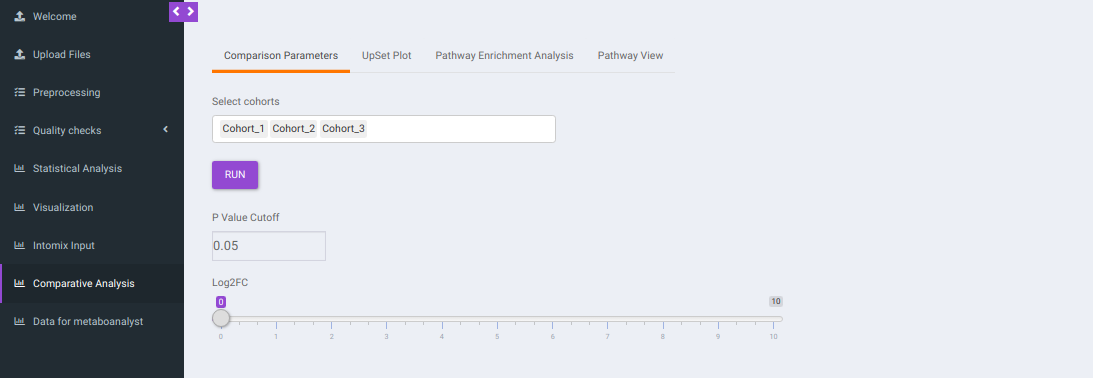 Welcome
Upload Files
Preprocessing
Quality checks
Statistical Analysis
Visualization
Intomix Input
Comparative Analysis
Data for metaboanalyst
Comparison Parameters UpSet Plot Pathway Enrichment Analysis Pathway View
Select cohorts
Cohort_1 Cohort_2 Cohort_3
RUN
P Value Cutoff
0.05
Log2FC
0 10
0 1 2 3 4 5 6 7 8 9 10